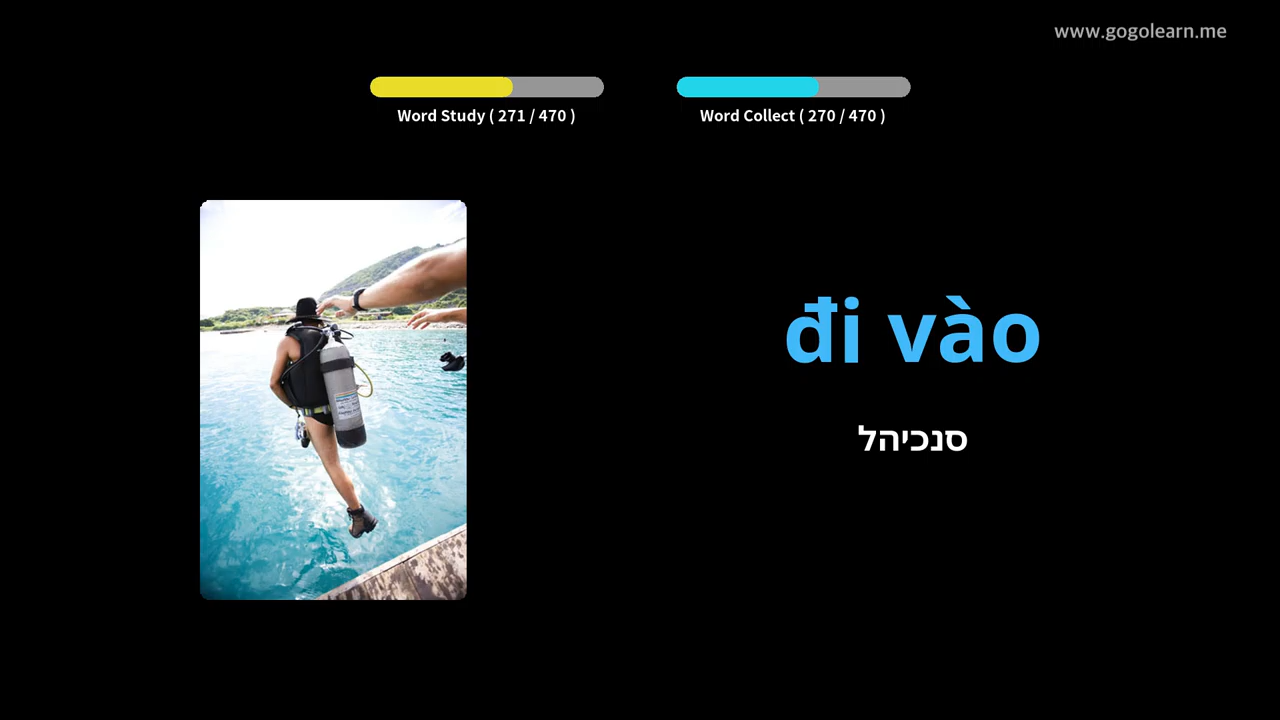 www.gogolearn.me
Word Study ( 271 / 470 )
Word Collect ( 270 / 470 )
đi vào
סנכיהל